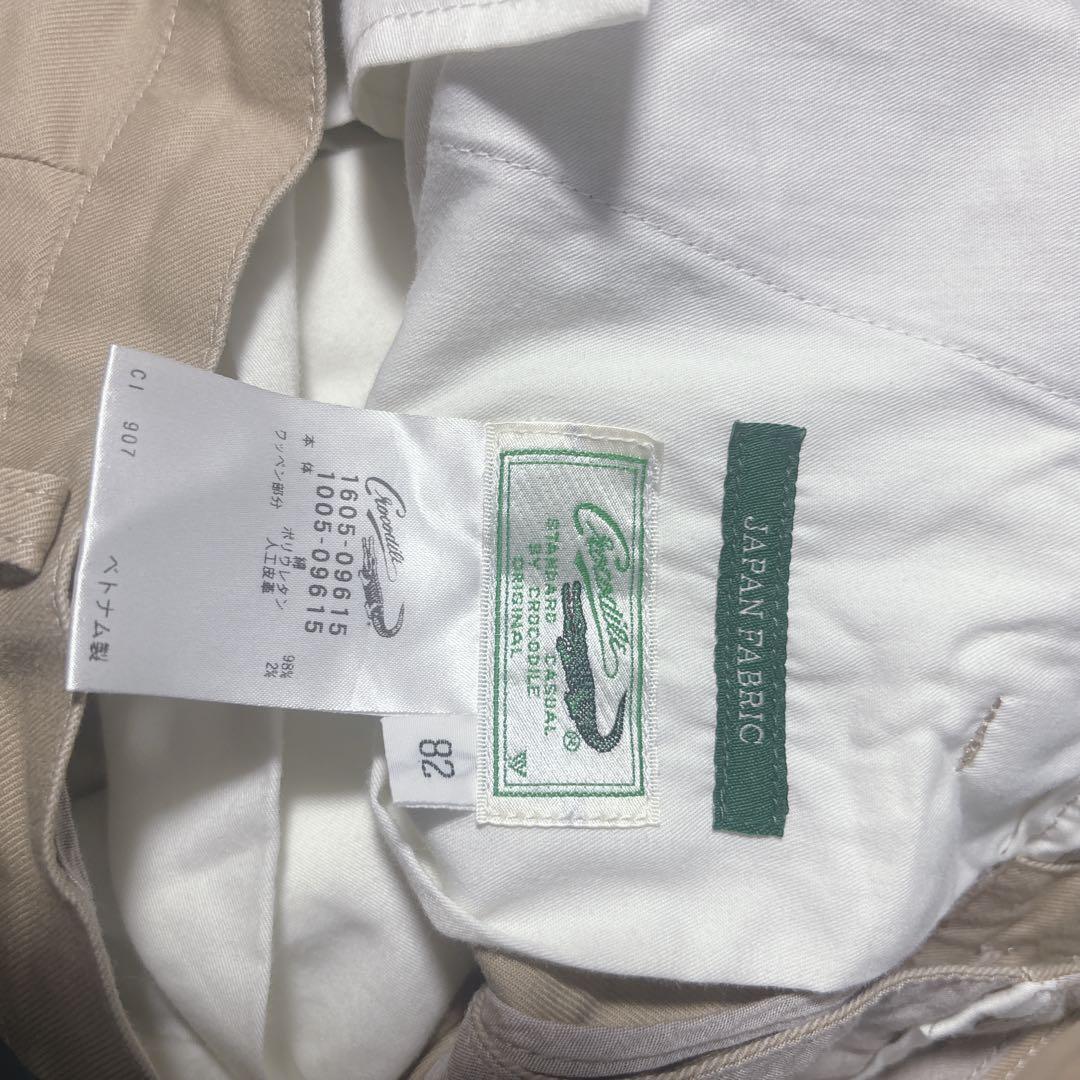 Crocodile
1605-09615
1005-09615
本体 綿 98%
ポリウレタン 2%
ワッペン部分 人工皮革
ベトナム製
CI 907
82
Crocodile®
STANDARD CASUAL
BY CROCODILE
ORIGINAL
JAPAN FABRIC